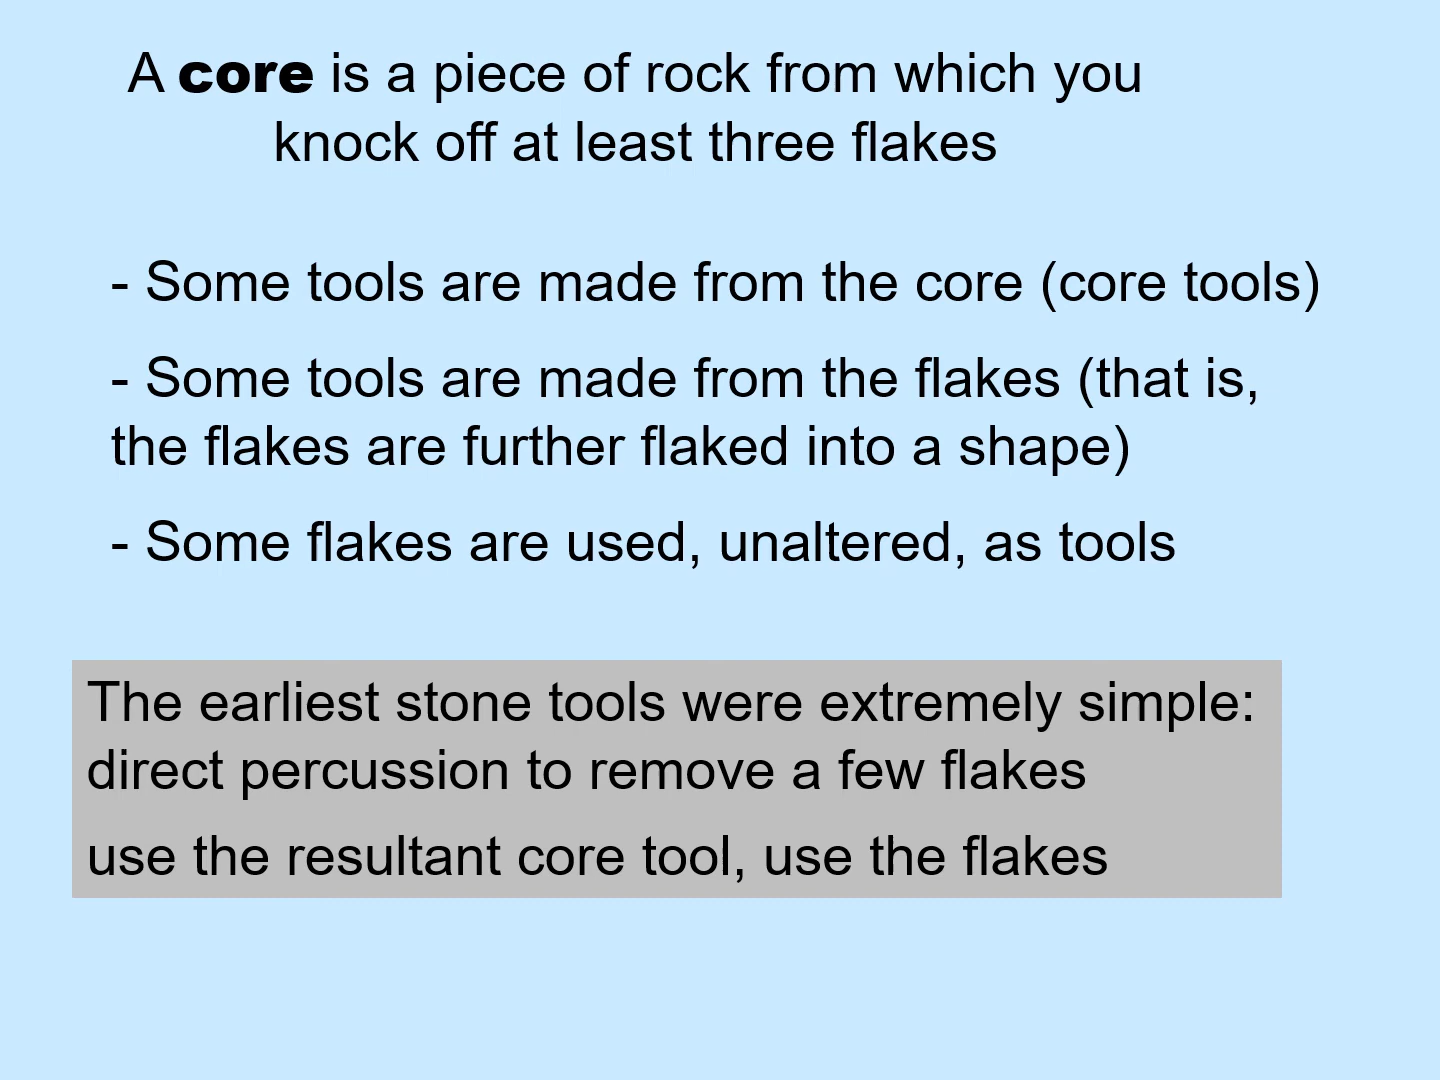 A core is a piece of rock from which you
knock off at least three flakes
- Some tools are made from the core (core tools)
- Some tools are made from the flakes (that is,
the flakes are further flaked into a shape)
- Some flakes are used, unaltered, as tools
The earliest stone tools were extremely simple:
direct percussion to remove a few flakes
use the resultant core tool, use the flakes